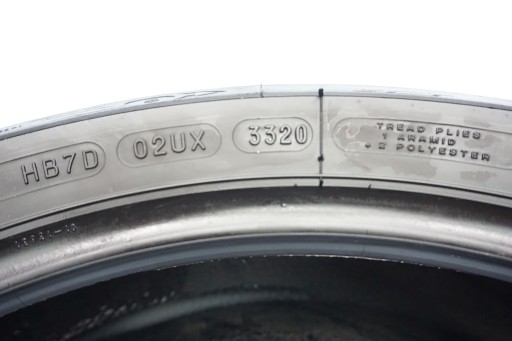 HB7D 02UX 3320
TREAD PLIES
1 ARAMID
+ 2 POLYESTER